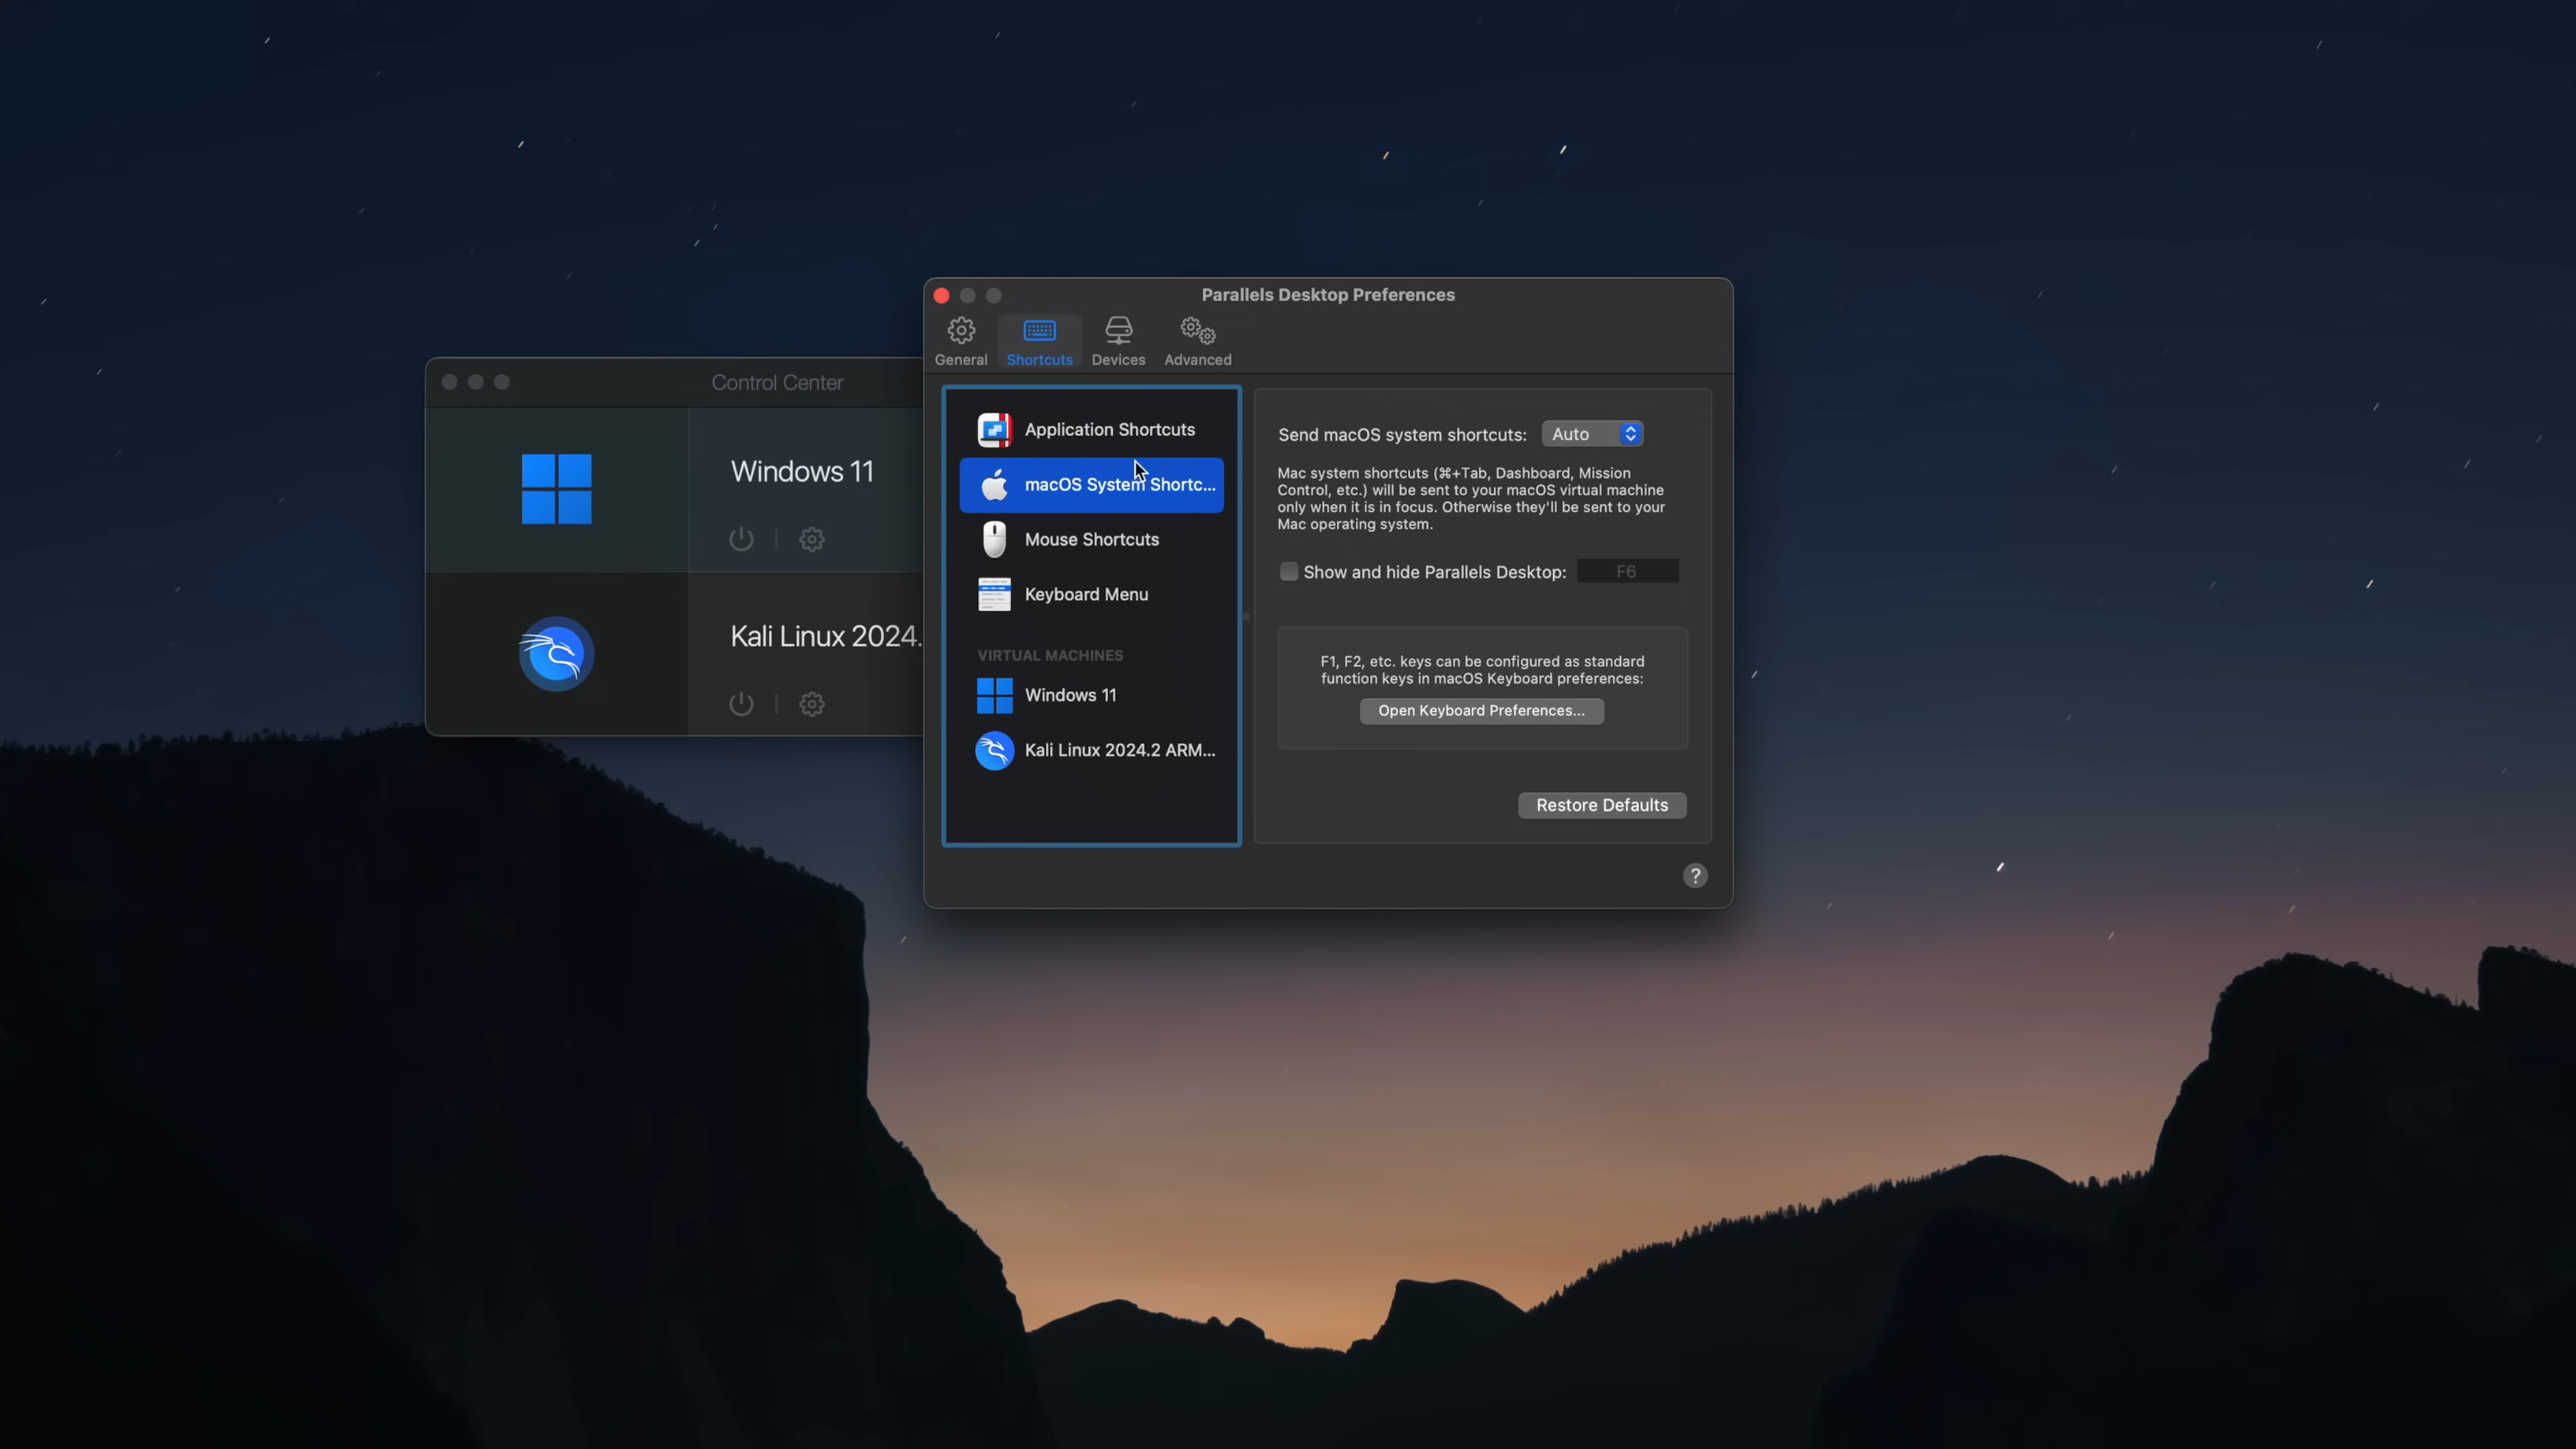 Parallels Desktop Preferences
General
Shortcuts
Devices
Advanced
Control Center
Windows 11
Kali Linux 2024.
Application Shortcuts
macOS System Shortc...
Mouse Shortcuts
Keyboard Menu
VIRTUAL MACHINES
Windows 11
Kali Linux 2024.2 ARM...
Send macOS system shortcuts: Auto
Mac system shortcuts (⌘+Tab, Dashboard, Mission
Control, etc.) will be sent to your macOS virtual machine
only when it is in focus. Otherwise they'll be sent to your
Mac operating system.
Show and hide Parallels Desktop: F6
F1, F2, etc. keys can be configured as standard
function keys in macOS Keyboard preferences:
Open Keyboard Preferences...
Restore Defaults
?